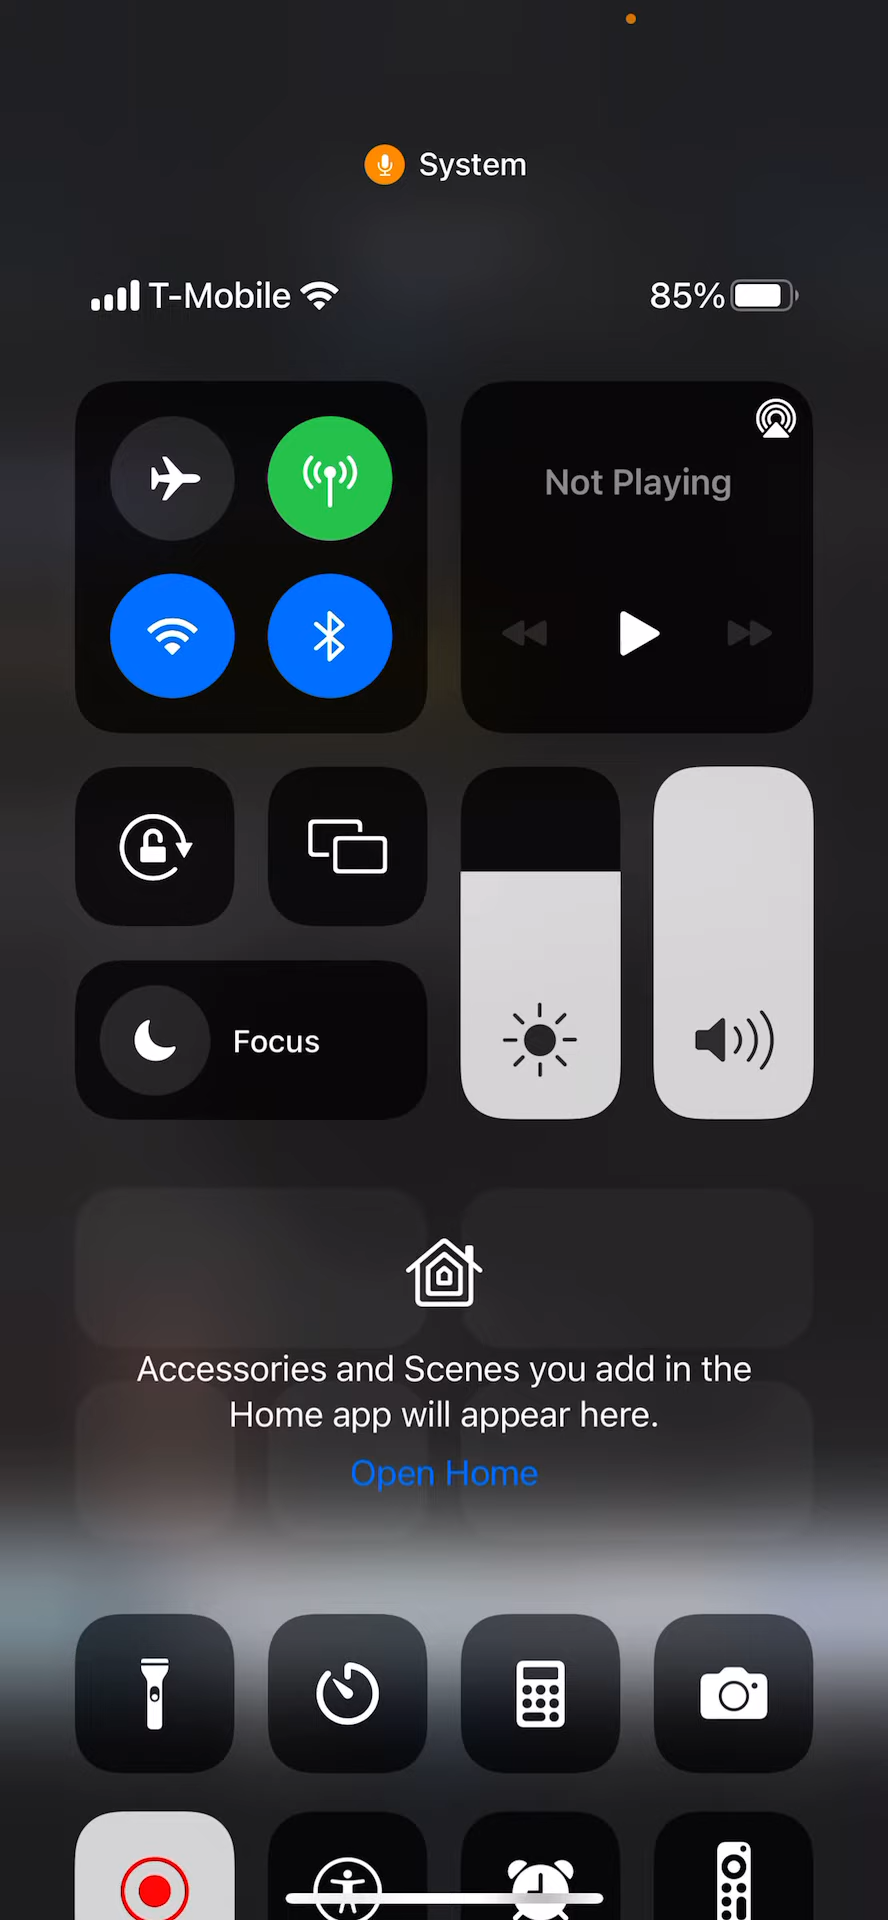 System
T-Mobile 85%
Not Playing
Focus
Accessories and Scenes you add in the
Home app will appear here.
Open Home